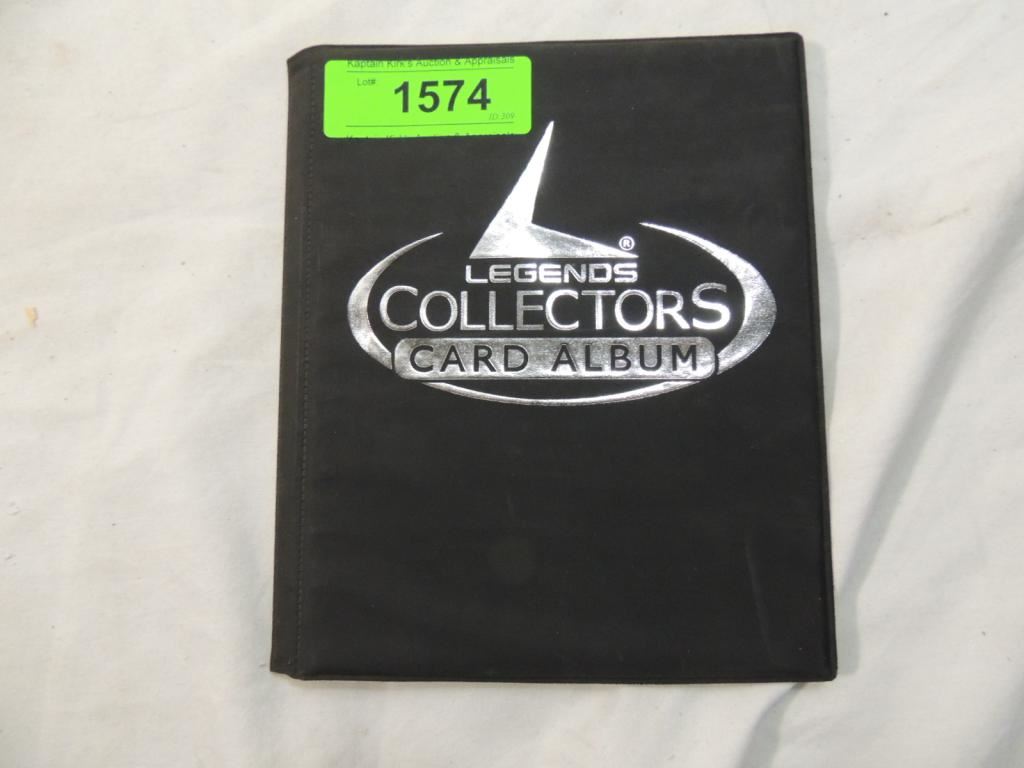 Kaptain Kirk's Auction & Appraisals
Lot#:
1574
ID:309
LEGENDS
®
COLLECTORS
CARD ALBUM